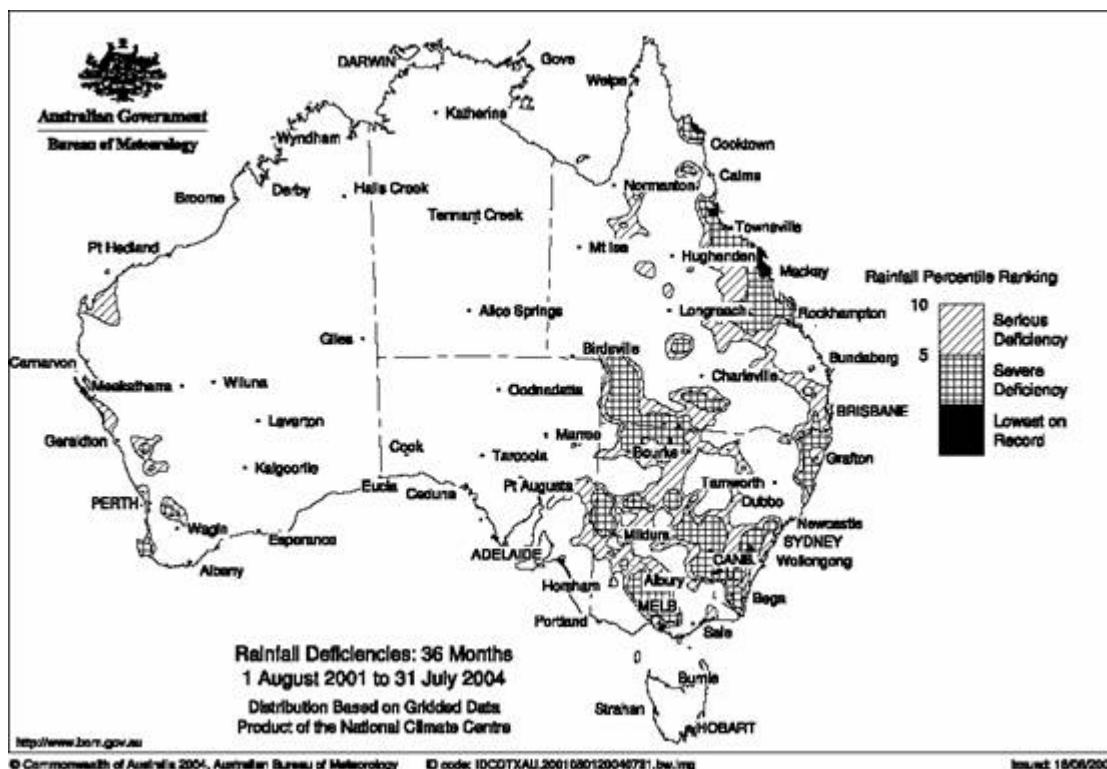 Australian Government
Bureau of Meteorology
DARWIN
Gove
Weipa
Katherine
Wyndham
Cooktown
Cairns
Derby
Halls Creek
Normanton
Broome
Tennant Creek
Townsville
Pt Hedland
Mt Isa
Hughenden
Mackay
Rainfall Percentile Ranking
10
Serious
Deficiency
5
Severe
Deficiency
Lowest on
Record
Alice Springs
Longreach
Rockhampton
Giles
Birdsville
Bundaberg
Carnarvon
Meekatharra
Wiluna
Oodnadatta
Charleville
BRISBANE
Laverton
Geraldton
Cook
Marree
Bourke
Grafton
Kalgoorlie
Tarcoola
Tamworth
PERTH
Eucla
Ceduna
Pt Augusta
Dubbo
Wagin
Esperance
Mildura
Newcastle
SYDNEY
ADELAIDE
CANB.
Wollongong
Albany
Horsham
Albury
Bega
Portland
MELB
Sale
Rainfall Deficiencies: 36 Months
1 August 2001 to 31 July 2004
Distribution Based on Gridded Data
Product of the National Climate Centre
Burnie
Strahan
HOBART
http://www.bom.gov.au
© Commonwealth of Australia 2004, Australian Bureau of Meteorology
ID code:
Issued: